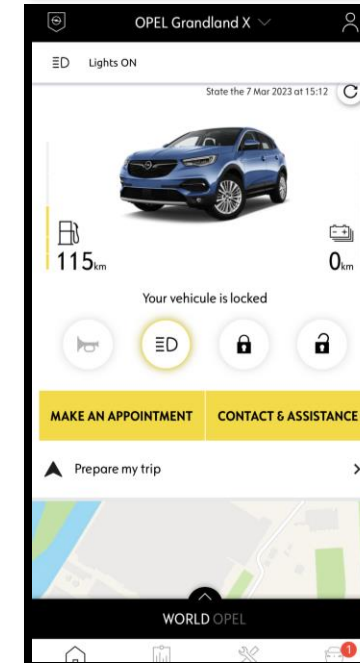 OPEL Grandland X
Lights ON
State the 7 Mar 2023 at 15:12
115km
0km
Your vehicle is locked
MAKE AN APPOINTMENT
CONTACT & ASSISTANCE
Prepare my trip
WORLD OPEL
1